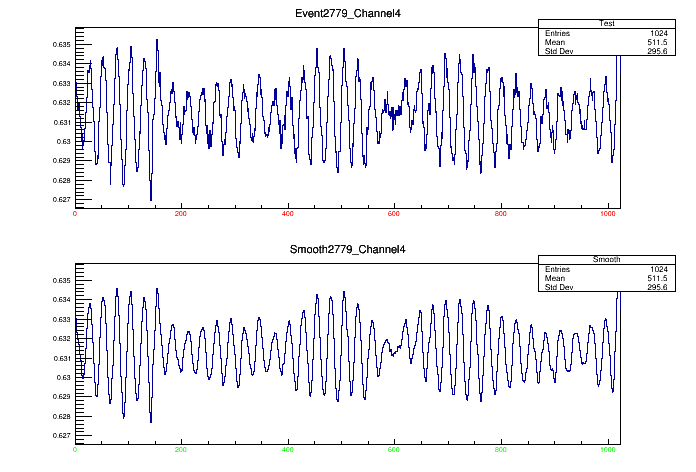 Event2779_Channel4
Test
Entries 1024
Mean 511.5
Std Dev 295.6
0.635
0.634
0.633
0.632
0.631
0.63
0.629
0.628
0.627
0 200 400 600 800 1000
Smooth2779_Channel4
Smooth
Entries 1024
Mean 511.5
Std Dev 295.6
0.635
0.634
0.633
0.632
0.631
0.63
0.629
0.628
0.627
0 200 400 600 800 1000